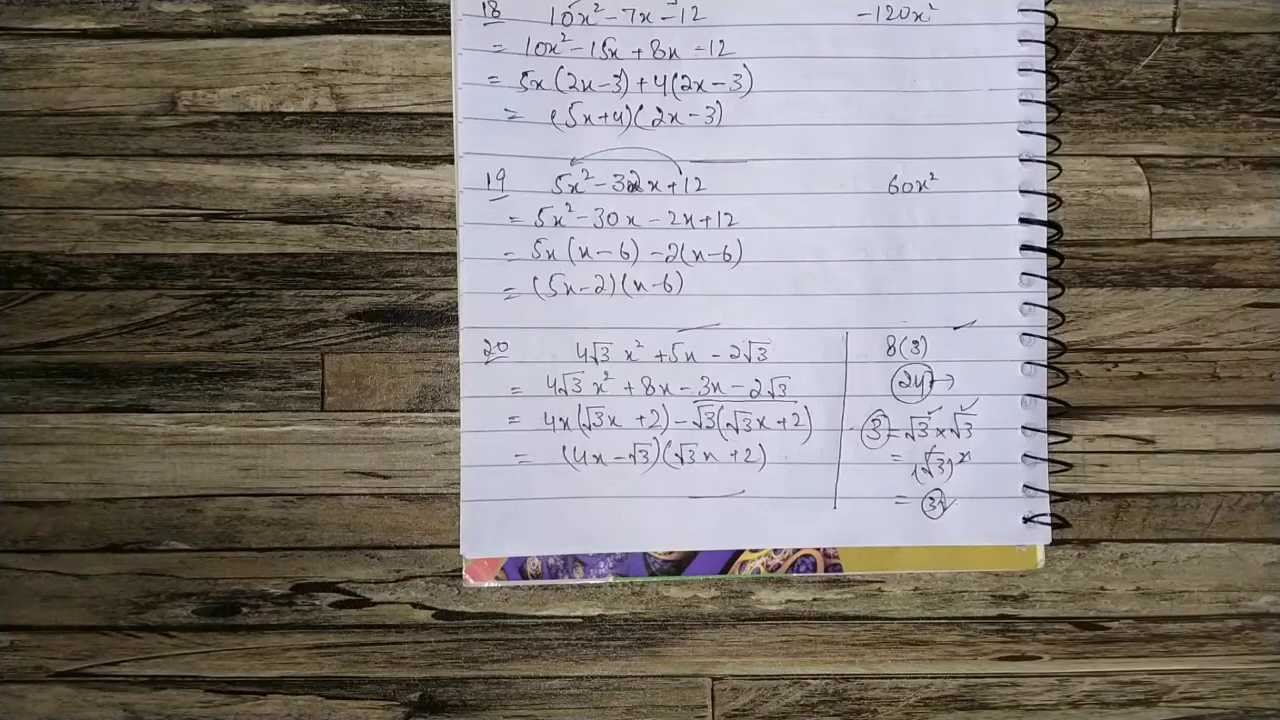 18 10x² - 7x - 12 -120x²
= 10x² - 15x + 8x - 12
= 5x(2x-3) + 4(2x-3)
= (5x+4)(2x-3)
19 5x² - 32x + 12 60x²
= 5x² - 30x - 2x + 12
= 5x(x-6) - 2(x-6)
= (5x-2)(x-6)
20 4√3 x² + 5x - 2√3 8(3)
= 4√3 x² + 8x - 3x - 2√3 24 →
= 4x(√3x + 2) - √3(√3x + 2) 3 = √3 × √3
= (4x - √3)(√3x + 2) = (√3)²
= 3